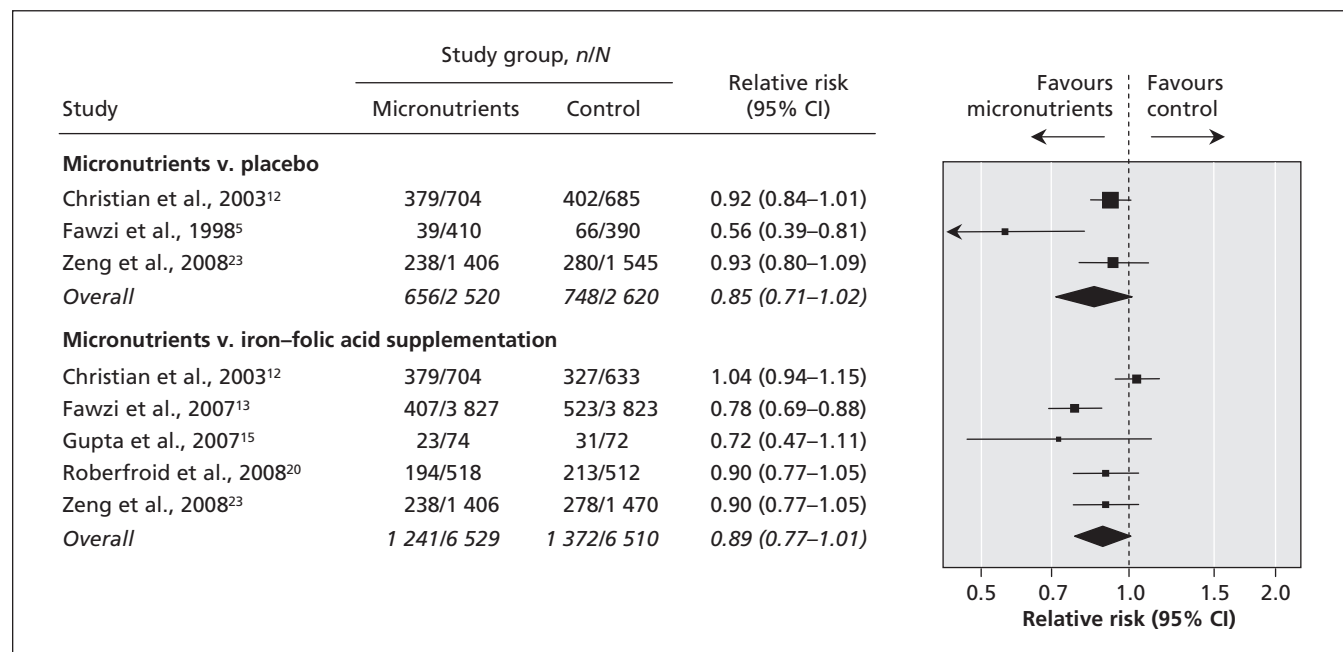 Study group, n/N
Study Micronutrients Control Relative risk (95% CI)
Favours micronutrients Favours control
Micronutrients v. placebo
Christian et al., 2003¹² 379/704 402/685 0.92 (0.84–1.01)
Fawzi et al., 1998⁵ 39/410 66/390 0.56 (0.39–0.81)
Zeng et al., 2008²³ 238/1 406 280/1 545 0.93 (0.80–1.09)
Overall 656/2 520 748/2 620 0.85 (0.71–1.02)
Micronutrients v. iron–folic acid supplementation
Christian et al., 2003¹² 379/704 327/633 1.04 (0.94–1.15)
Fawzi et al., 2007¹³ 407/3 827 523/3 823 0.78 (0.69–0.88)
Gupta et al., 2007¹⁵ 23/74 31/72 0.72 (0.47–1.11)
Roberfroid et al., 2008²⁰ 194/518 213/512 0.90 (0.77–1.05)
Zeng et al., 2008²³ 238/1 406 278/1 470 0.90 (0.77–1.05)
Overall 1 241/6 529 1 372/6 510 0.89 (0.77–1.01)
0.5 0.7 1.0 1.5 2.0
Relative risk (95% CI)